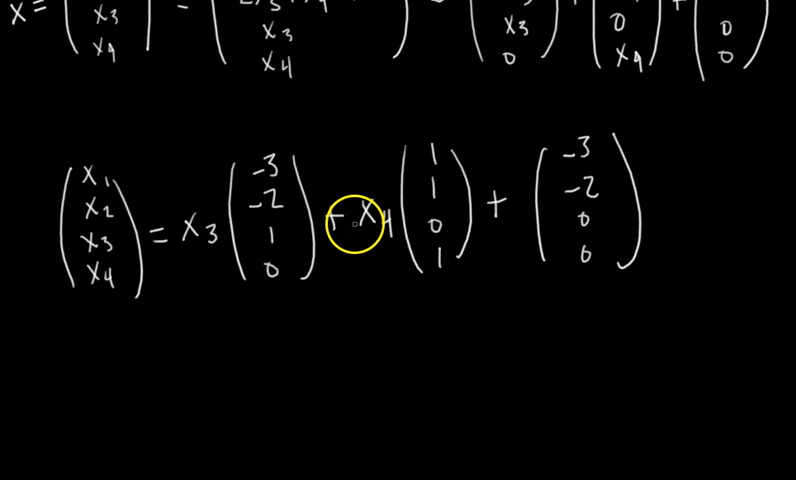 x = ( x3 x4 ) = ( x3 x4 ) = ( x3 0 ) + ( 0 x4 ) + ( 0 0 )
( x1 x2 x3 x4 ) = x3 ( -3 -2 1 0 ) + x4 ( 1 1 0 1 ) + ( -3 -2 0 0 )